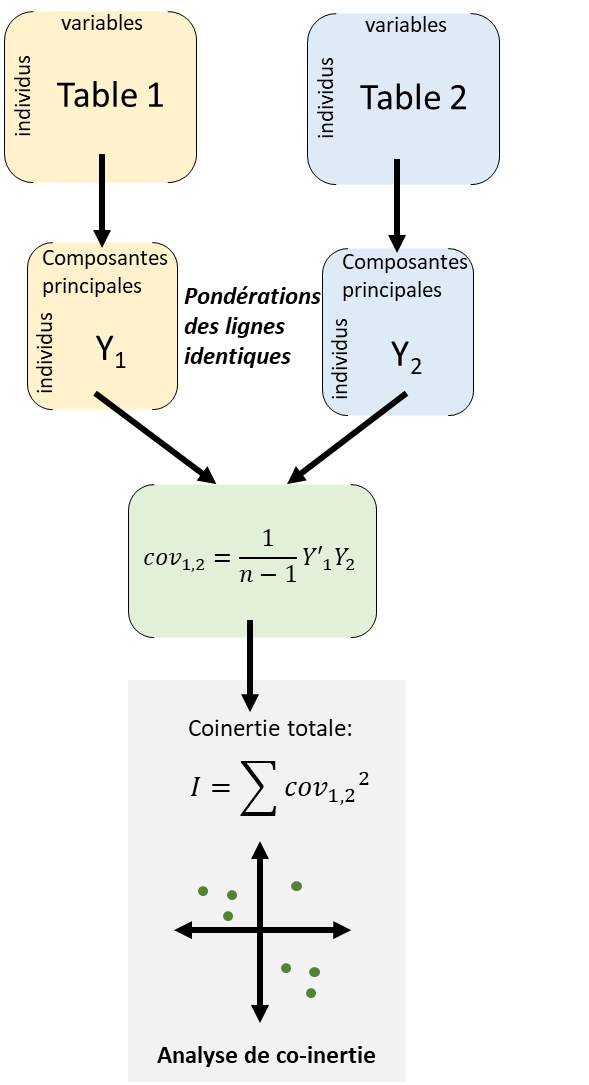 variables
individus
Table 1
variables
individus
Table 2
Composantes
principales
individus
Y₁
Pondérations
des lignes
identiques
Composantes
principales
individus
Y₂
cov₁,₂ = 1/(n − 1) Y′₁Y₂
Coinertie totale:
I = ∑ cov₁,₂²
Analyse de co-inertie